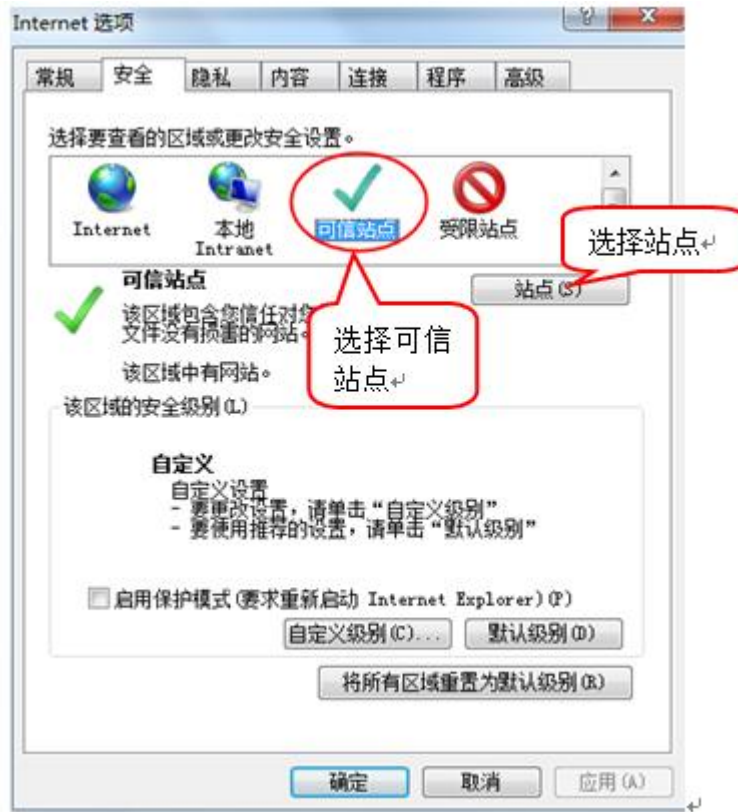 Internet 选项
常规 安全 隐私 内容 连接 程序 高级
选择要查看的区域或更改安全设置。
Internet 本地 Intranet 可信站点 受限站点
选择站点
可信站点
站点(S)
该区域包含您信任对您
文件没有损害的网站。
选择可信
站点
该区域中有网站。
该区域的安全级别(L)
自定义
自定义设置
- 要更改设置，请单击“自定义级别”
- 要使用推荐的设置，请单击“默认级别”
启用保护模式(要求重新启动 Internet Explorer)(P)
自定义级别(C)... 默认级别(D)
将所有区域重置为默认级别(R)
确定 取消 应用(A)